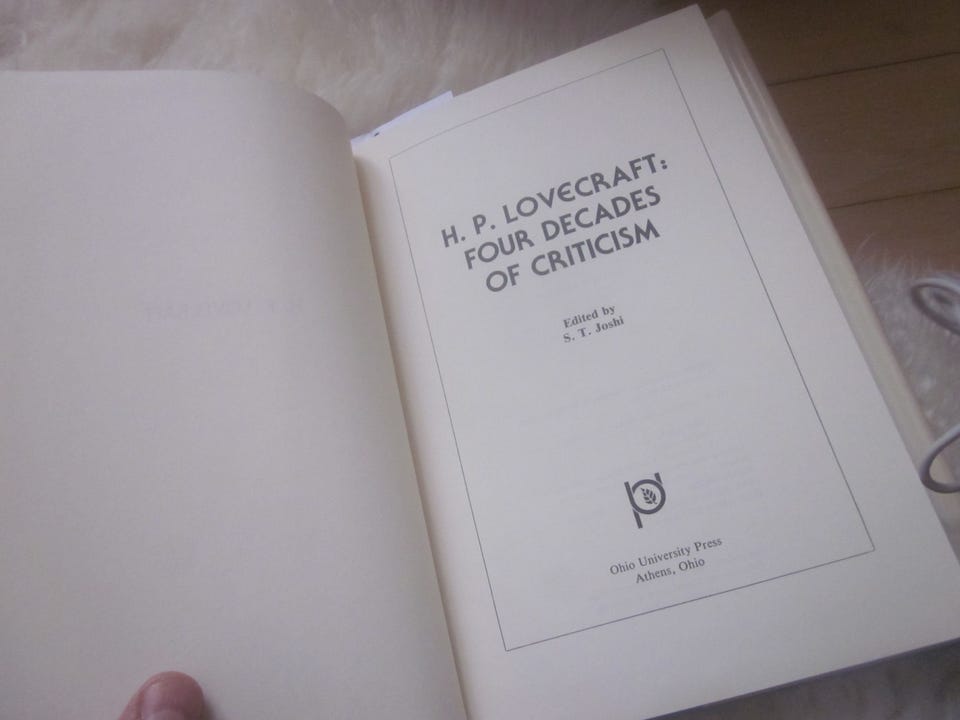 H. P. LOVECRAFT:
FOUR DECADES
OF CRITICISM
Edited by
S. T. Joshi
Ohio University Press
Athens, Ohio